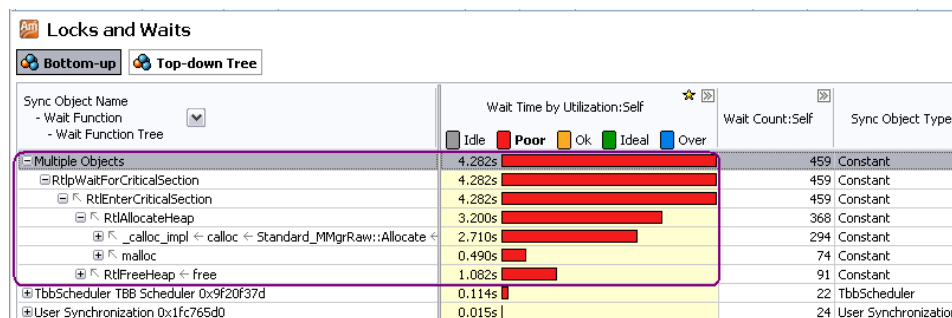 Am Locks and Waits
Bottom-up Top-down Tree
Sync Object Name
- Wait Function
- Wait Function Tree
Wait Time by Utilization:Self
Idle Poor Ok Ideal Over
Wait Count:Self
Sync Object Type
Multiple Objects 4.282s 459 Constant
RtlpWaitForCriticalSection 4.282s 459 Constant
RtlEnterCriticalSection 4.282s 459 Constant
RtlAllocateHeap 3.200s 368 Constant
_calloc_impl ← calloc ← Standard_MMgrRaw::Allocate ← 2.710s 294 Constant
malloc 0.490s 74 Constant
RtlFreeHeap ← free 1.082s 91 Constant
TbbScheduler TBB Scheduler 0x9f20f37d 0.114s 22 TbbScheduler
User Synchronization 0x1fc765d0 0.015s 24 User Synchronizatio